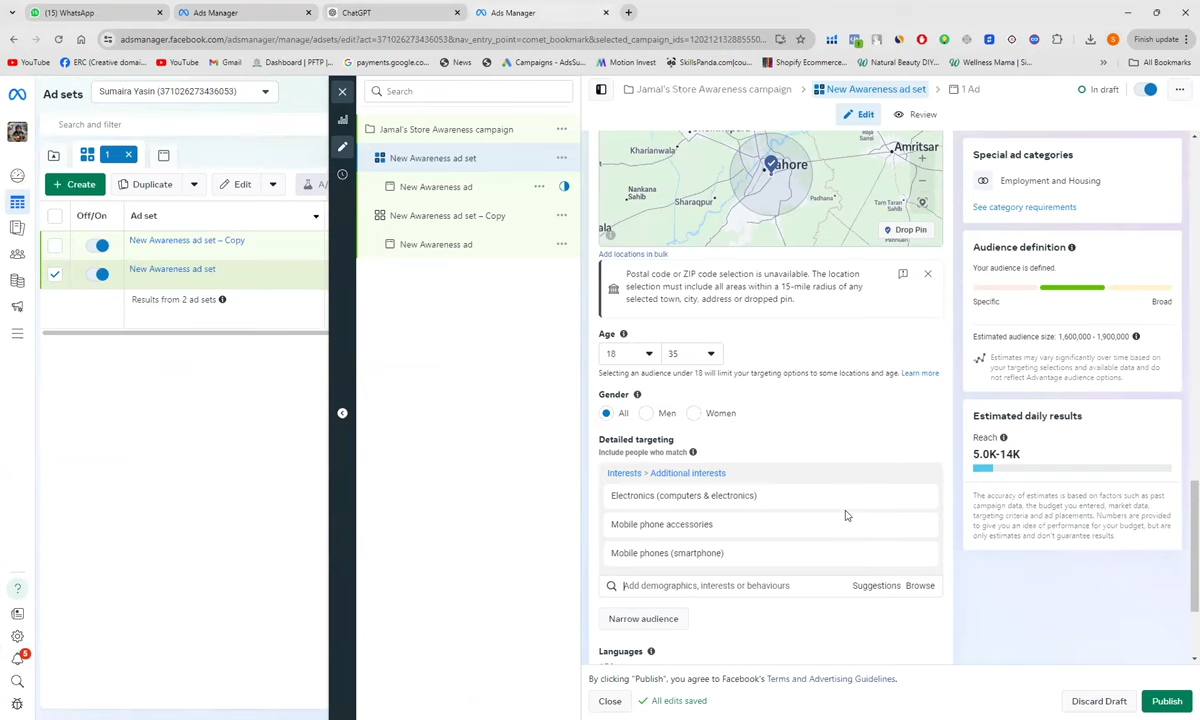 (15) WhatsApp
Ads Manager
ChatGPT
Ads Manager
adsmanager.facebook.com/adsmanager/manage/adsets/edit?act=371026273436053&nav_entry_point=comet_bookmark&selected_campaign_ids=120212132885550...
Finish update
YouTube
ERC (Creative domai...
YouTube
Gmail
Dashboard | PFTP |...
payments.google.co...
News
Campaigns - AdsSu...
Motion Invest
SkillsPanda.com|cou...
Shopify Ecommerce...
Natural Beauty DIY...
Wellness Mama | Si...
All Bookmarks
Ad sets
Sumaira Yasin (371026273436053)
Search and filter
1
Create
Duplicate
Edit
A/
Off/On
Ad set
New Awareness ad set – Copy
New Awareness ad set
Results from 2 ad sets
5
Search
Jamal's Store Awareness campaign
New Awareness ad set
New Awareness ad
New Awareness ad set – Copy
New Awareness ad
Jamal's Store Awareness campaign
New Awareness ad set
1 Ad
In draft
Edit
Review
Kharianwala
Amritsar
Lahore
Nankana
Sahib
Sharaqpur
Tarn Taran
Sahib
Drop Pin
Add locations in bulk
Postal code or ZIP code selection is unavailable. The location
selection must include all areas within a 15-mile radius of any
selected town, city, address or dropped pin.
Age
18
35
Selecting an audience under 18 will limit your targeting options to some locations and age. Learn more
Gender
All
Men
Women
Detailed targeting
Include people who match
Interests > Additional interests
Electronics (computers & electronics)
Mobile phone accessories
Mobile phones (smartphone)
Add demographics, interests or behaviours
Suggestions
Browse
Narrow audience
Languages
Special ad categories
Employment and Housing
See category requirements
Audience definition
Your audience is defined.
Specific
Broad
Estimated audience size: 1,600,000 - 1,900,000
Estimates may vary significantly over time based on
your targeting selections and available data and do
not reflect Advantage audience options.
Estimated daily results
Reach
5.0K-14K
The accuracy of estimates is based on factors such as past
campaign data, the budget you entered, market data,
targeting criteria and ad placements. Numbers are provided
to give you an idea of performance for your budget, but are
only estimates and don't guarantee results.
By clicking "Publish", you agree to Facebook's Terms and Advertising Guidelines.
Close
All edits saved
Discard Draft
Publish